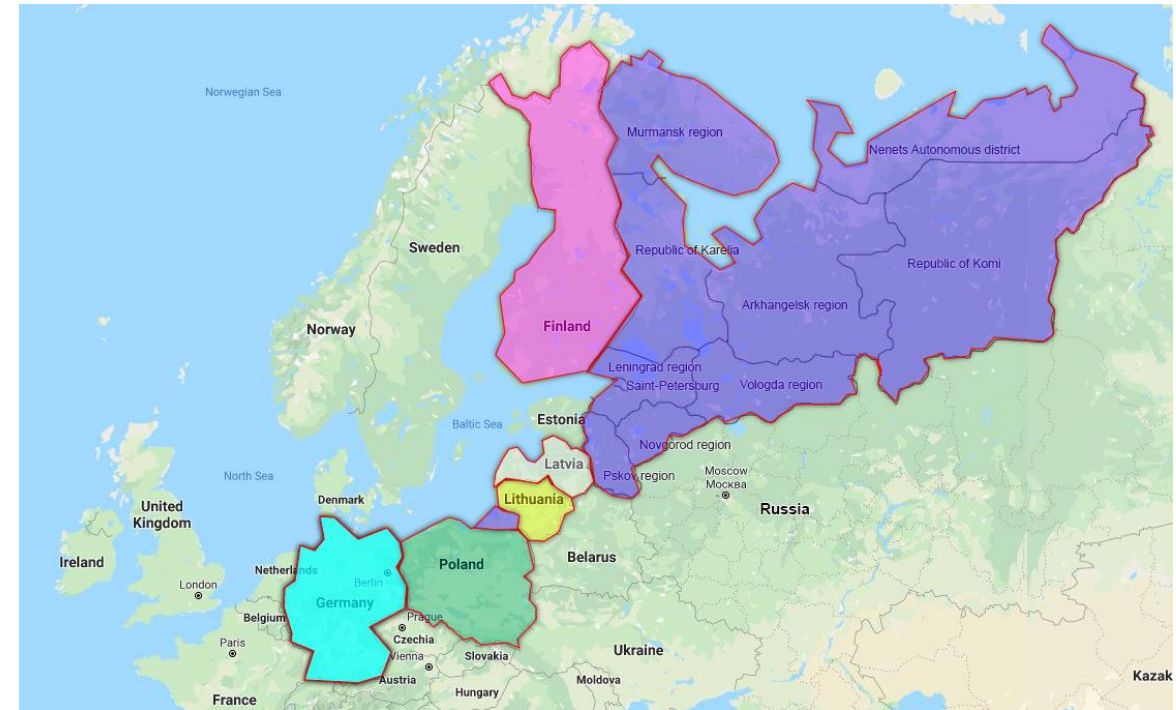 Norwegian Sea
Murmansk region
Nenets Autonomous district
Sweden
Republic of Karelia
Republic of Komi
Arkhangelsk region
Norway
Finland
Leningrad region
Saint-Petersburg
Vologda region
Baltic Sea
Estonia
Novgorod region
Latvia
Pskov region
Moscow
Москва
North Sea
Denmark
Lithuania
Russia
United
Kingdom
Ireland
Netherlands
Berlin
Poland
Belarus
London
Germany
Belgium
Prague
Czechia
Paris
Vienna
Slovakia
Ukraine
Austria
Moldova
Kazak
Hungary
France